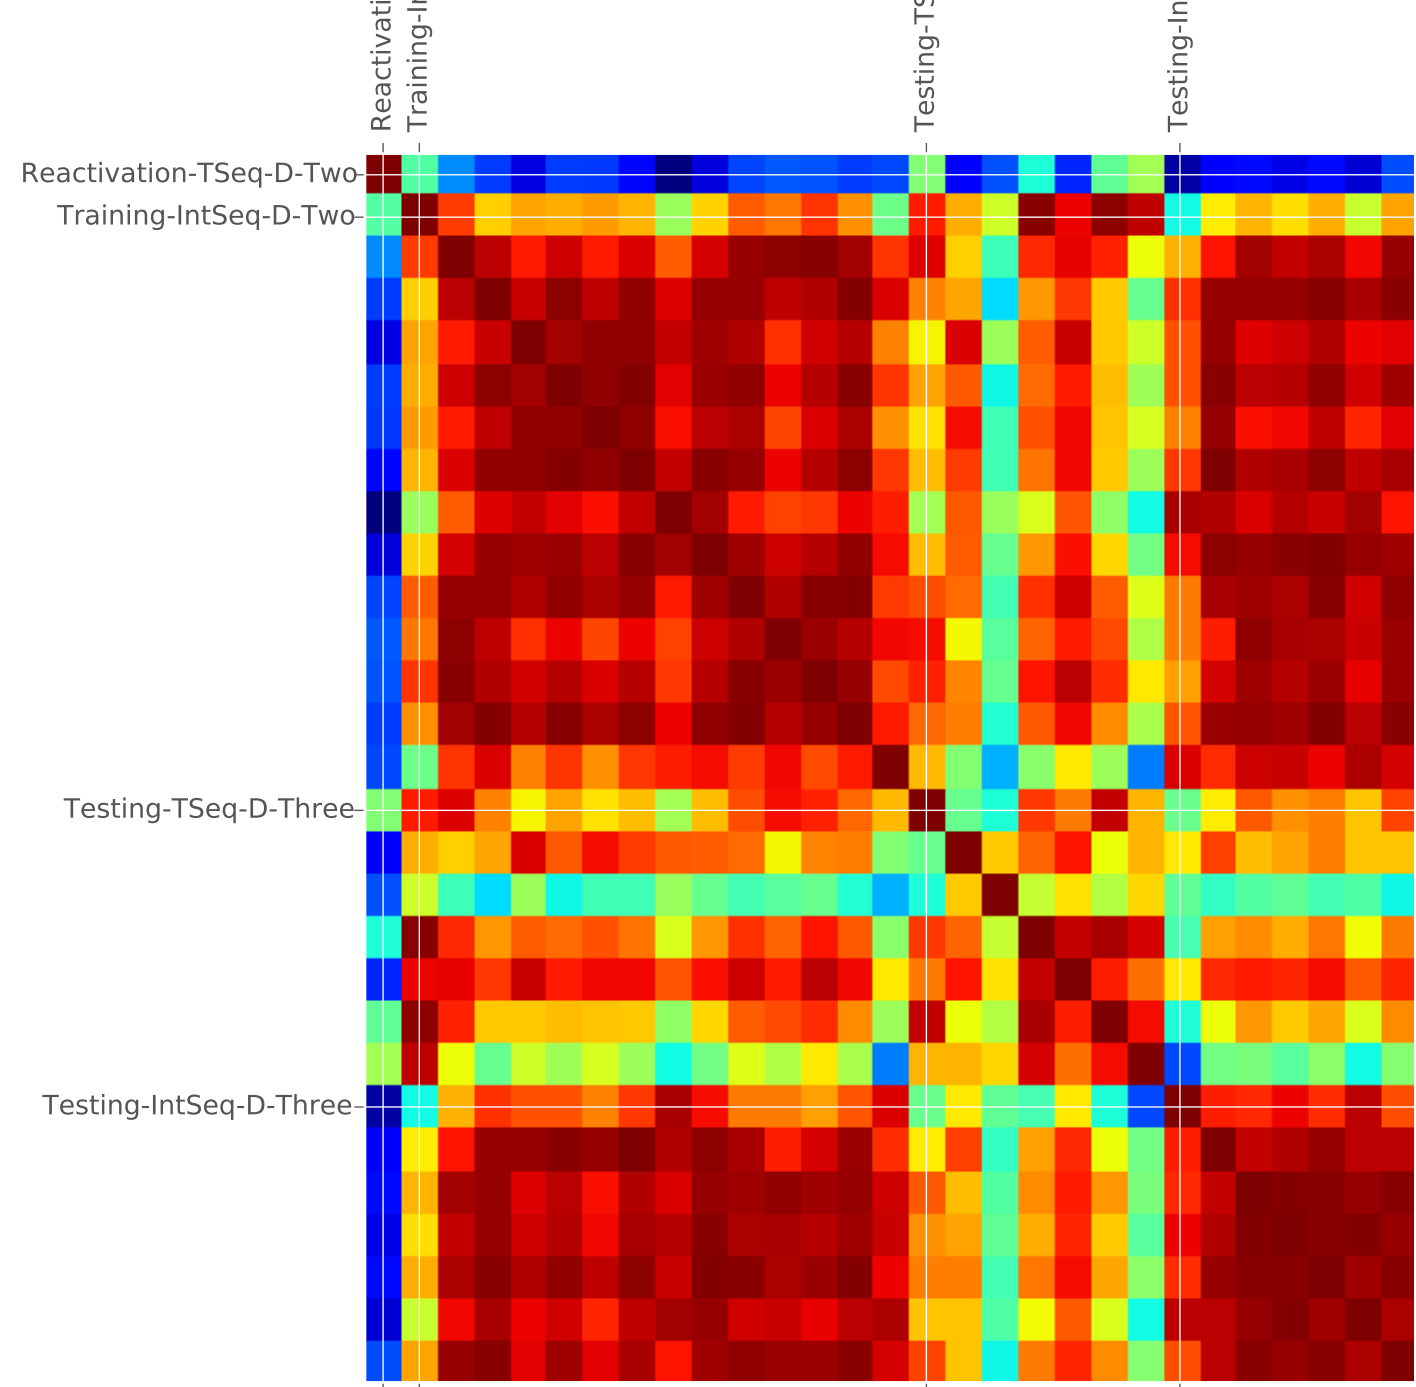 Reactivati
Training-In
Testing-TS
Testing-In
Reactivation-TSeq-D-Two
Training-IntSeq-D-Two
Testing-TSeq-D-Three
Testing-IntSeq-D-Three